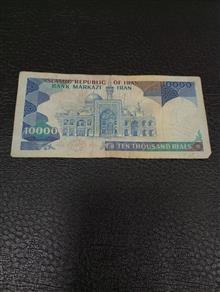 ISLAMIC REPUBLIC OF IRAN
BANK MARKAZI IRAN
10000
10000
TEN THOUSAND RIALS